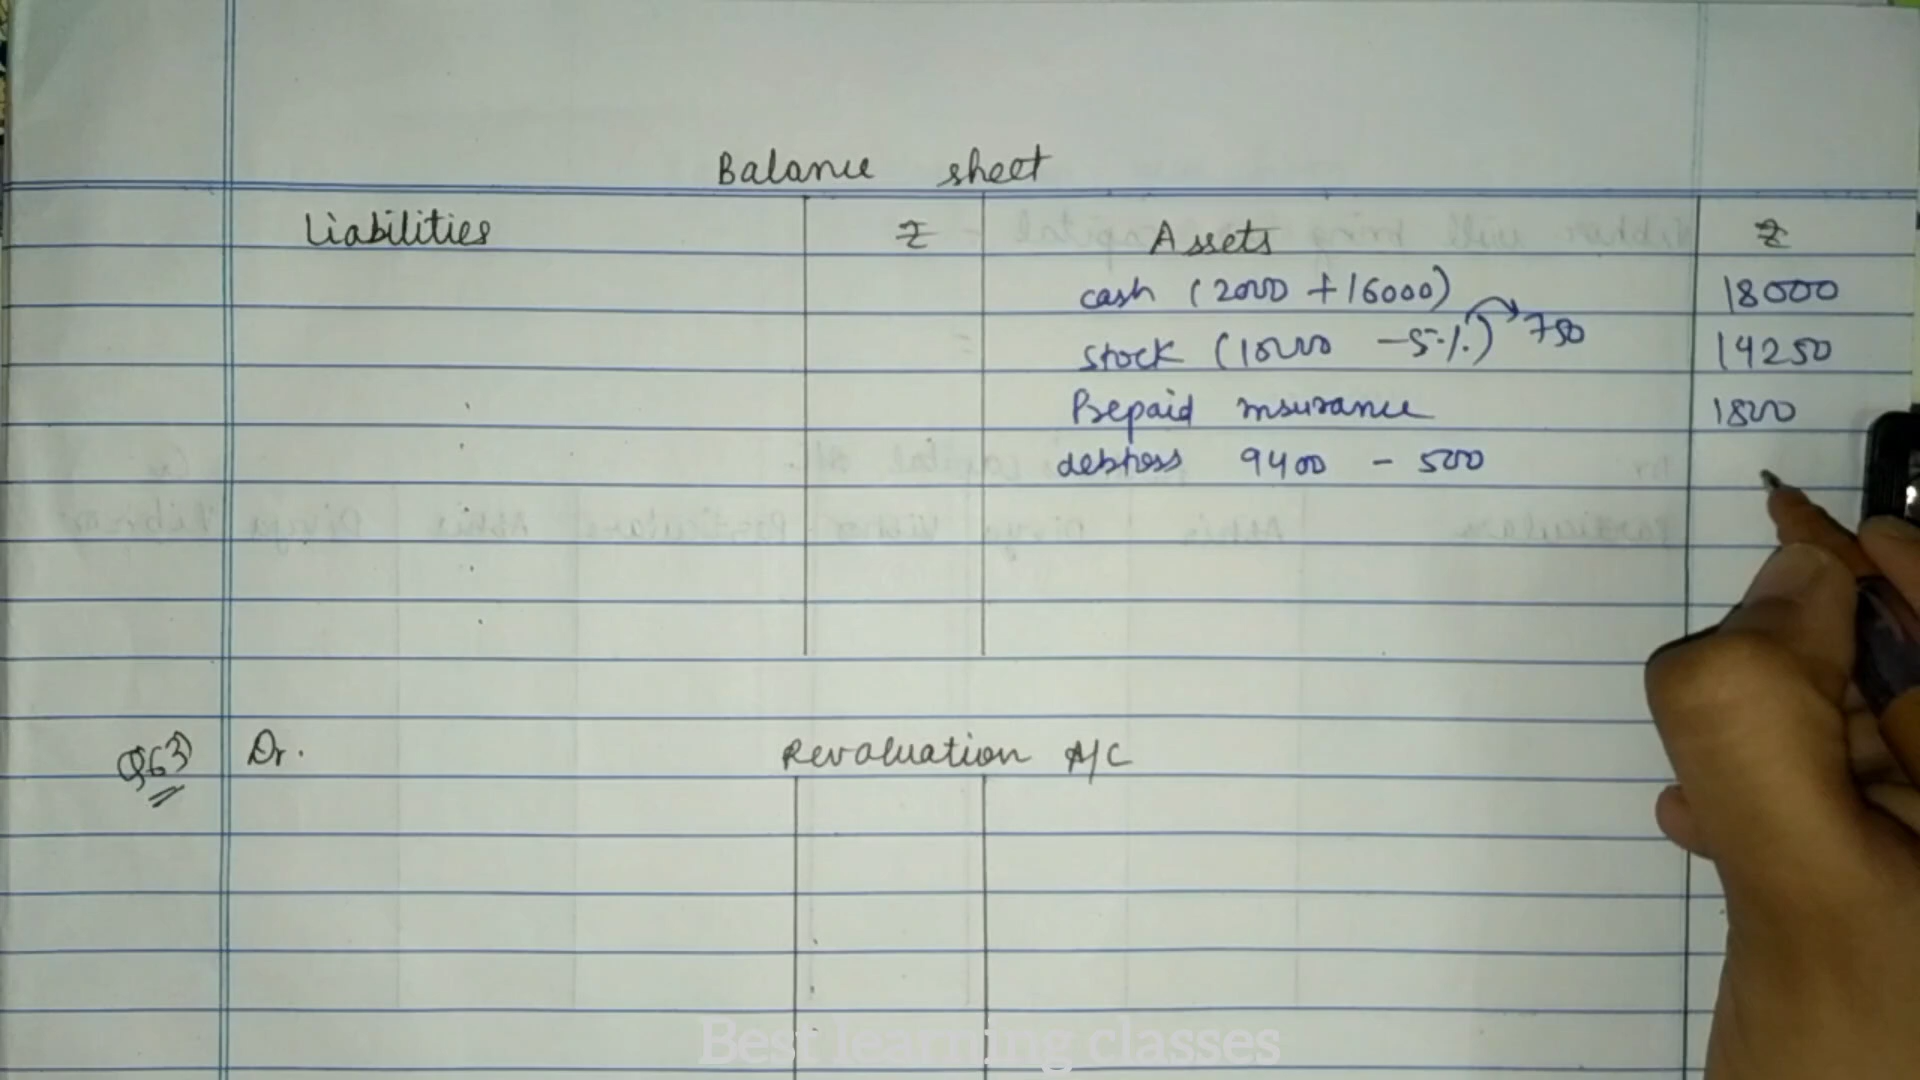 Balance sheet
Liabilities ₹ Assets ₹
cash (2000 + 16000) 18000
stock (15000 - 5%) → 750 14250
Prepaid insurance 1800
debtors 9400 - 500
Q63) Dr. Revaluation A/C
Best learning classes